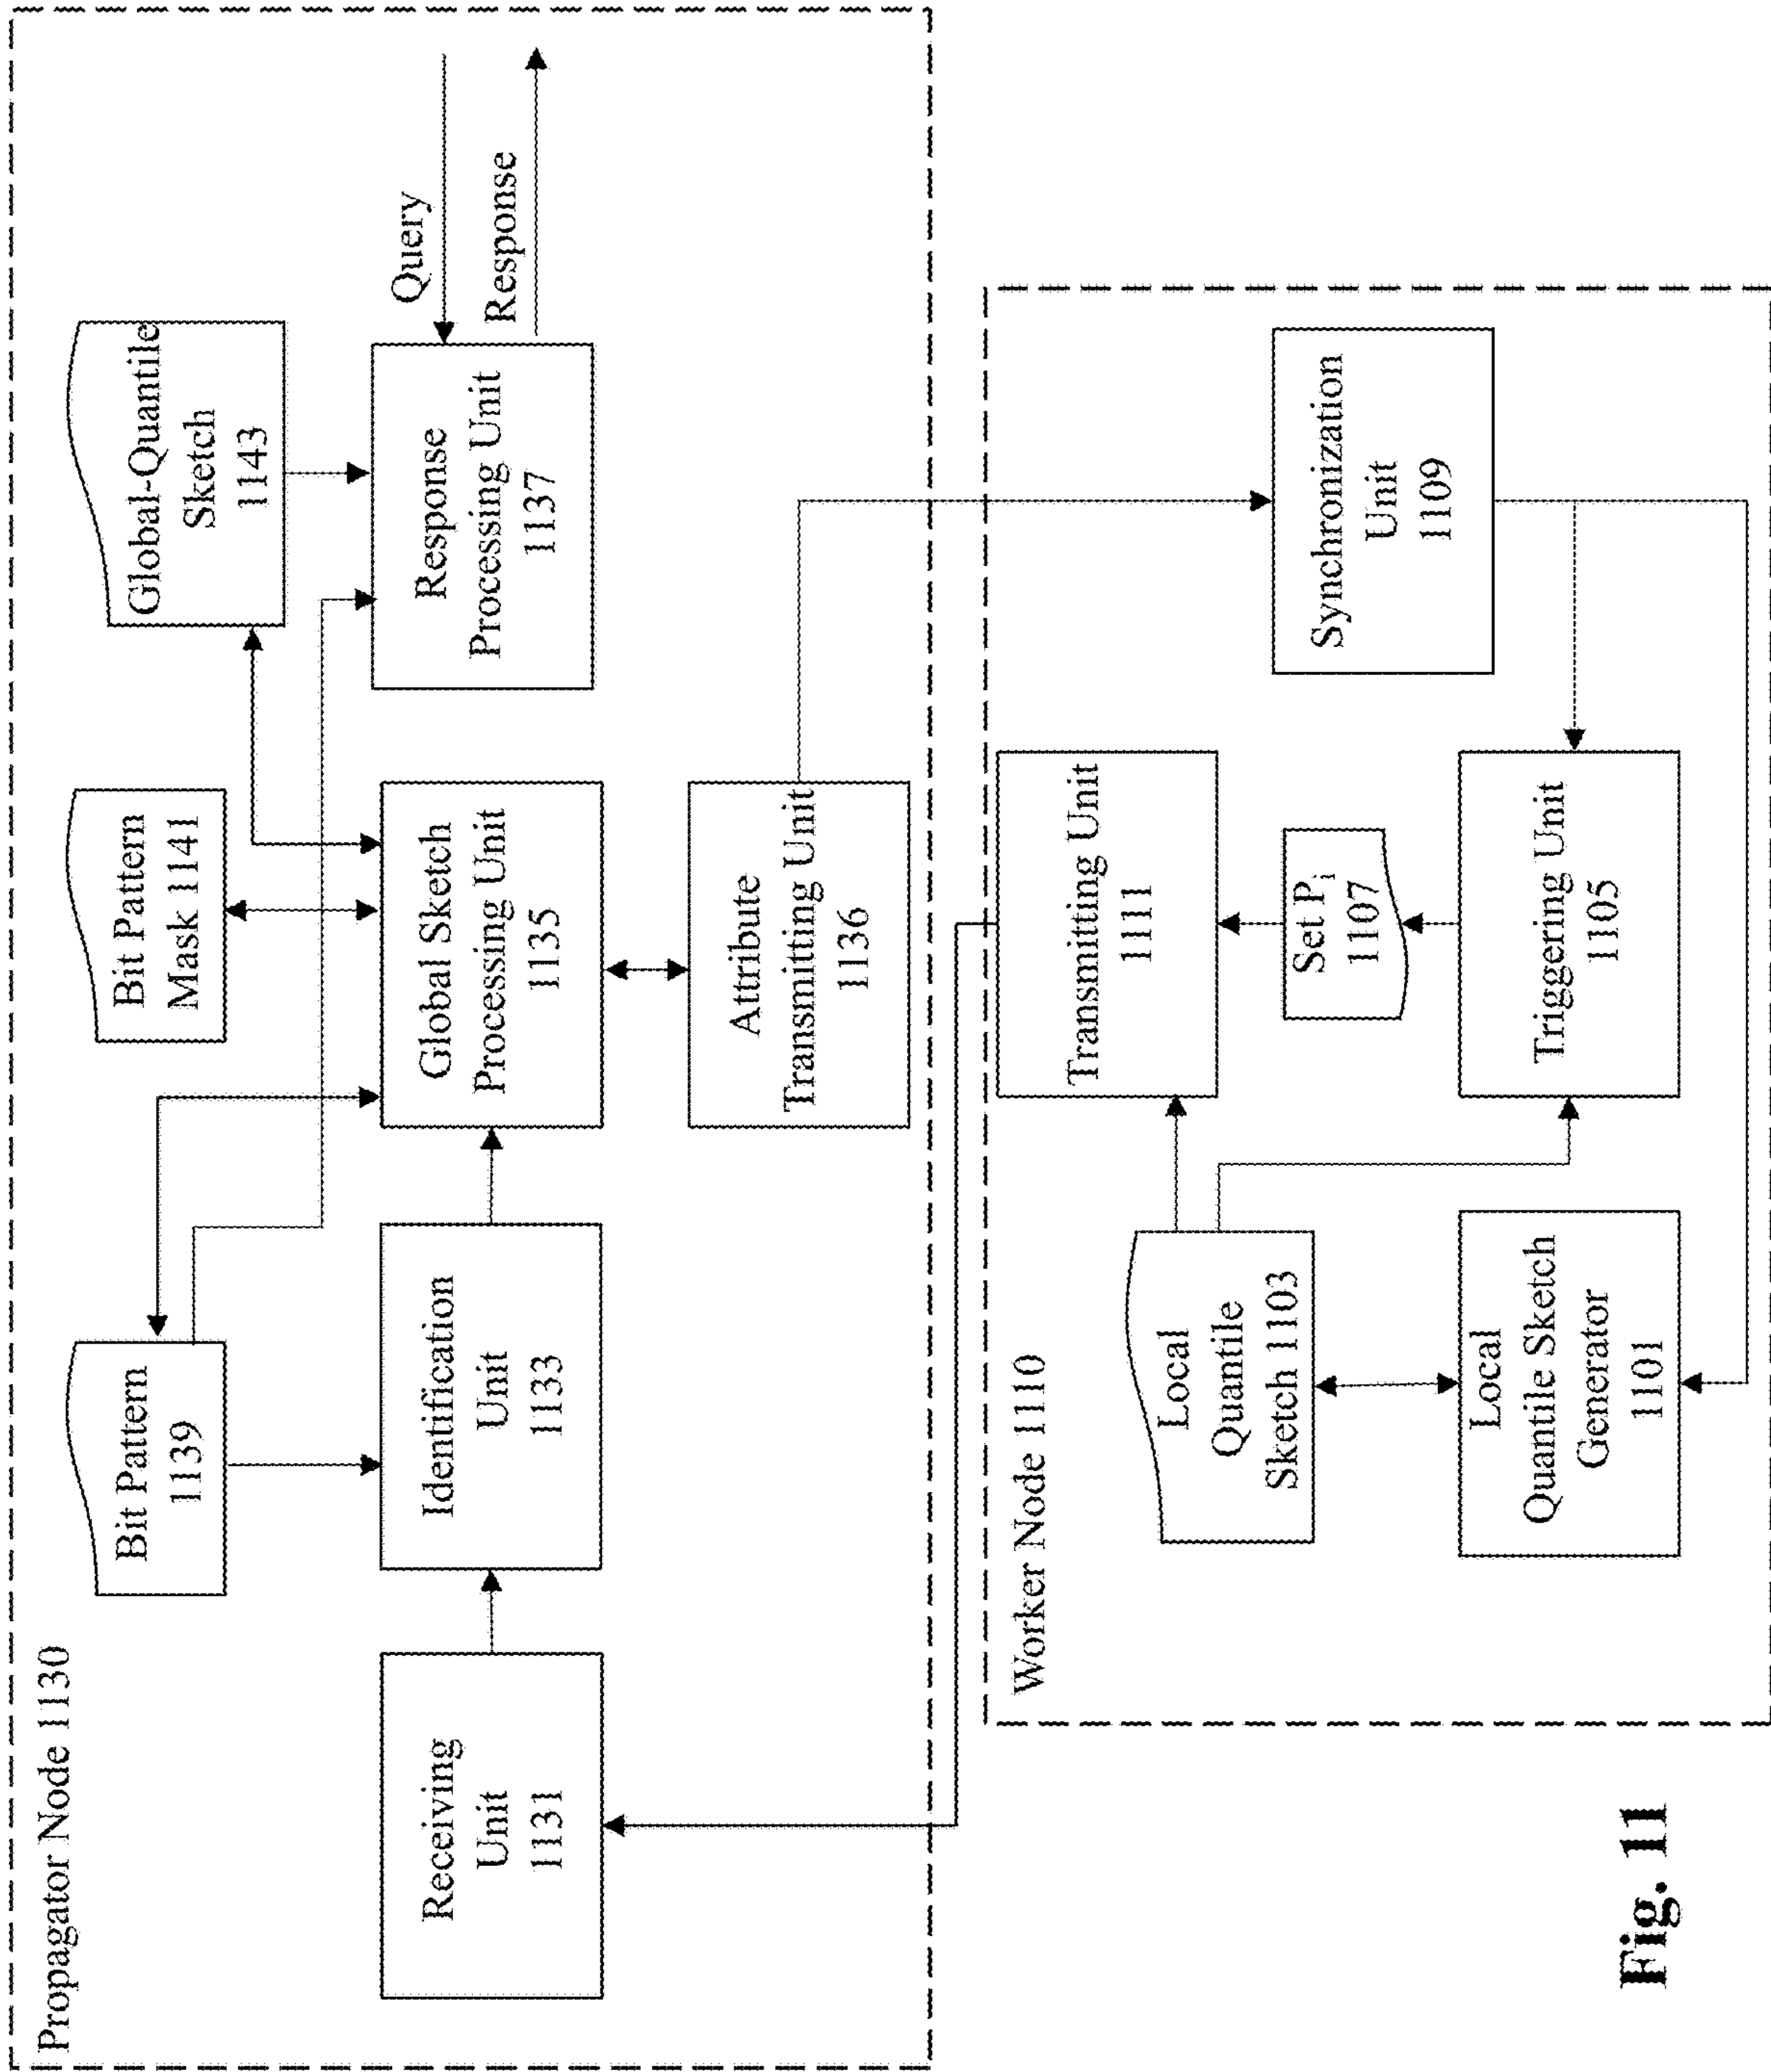 Propagator Node 1130
Bit Pattern
1139
Bit Pattern
Mask 1141
Global-Quantile
Sketch
1143
Receiving
Unit
1131
Identification
Unit
1133
Global Sketch
Processing Unit
1135
Response
Processing Unit
1137
Query
Response
Attribute
Transmitting Unit
1136
Worker Node 1110
Local
Quantile
Sketch 1103
Transmitting Unit
1111
Set Pi
1107
Synchronization
Unit
1109
Local
Quantile Sketch
Generator
1101
Triggering Unit
1105
Fig. 11